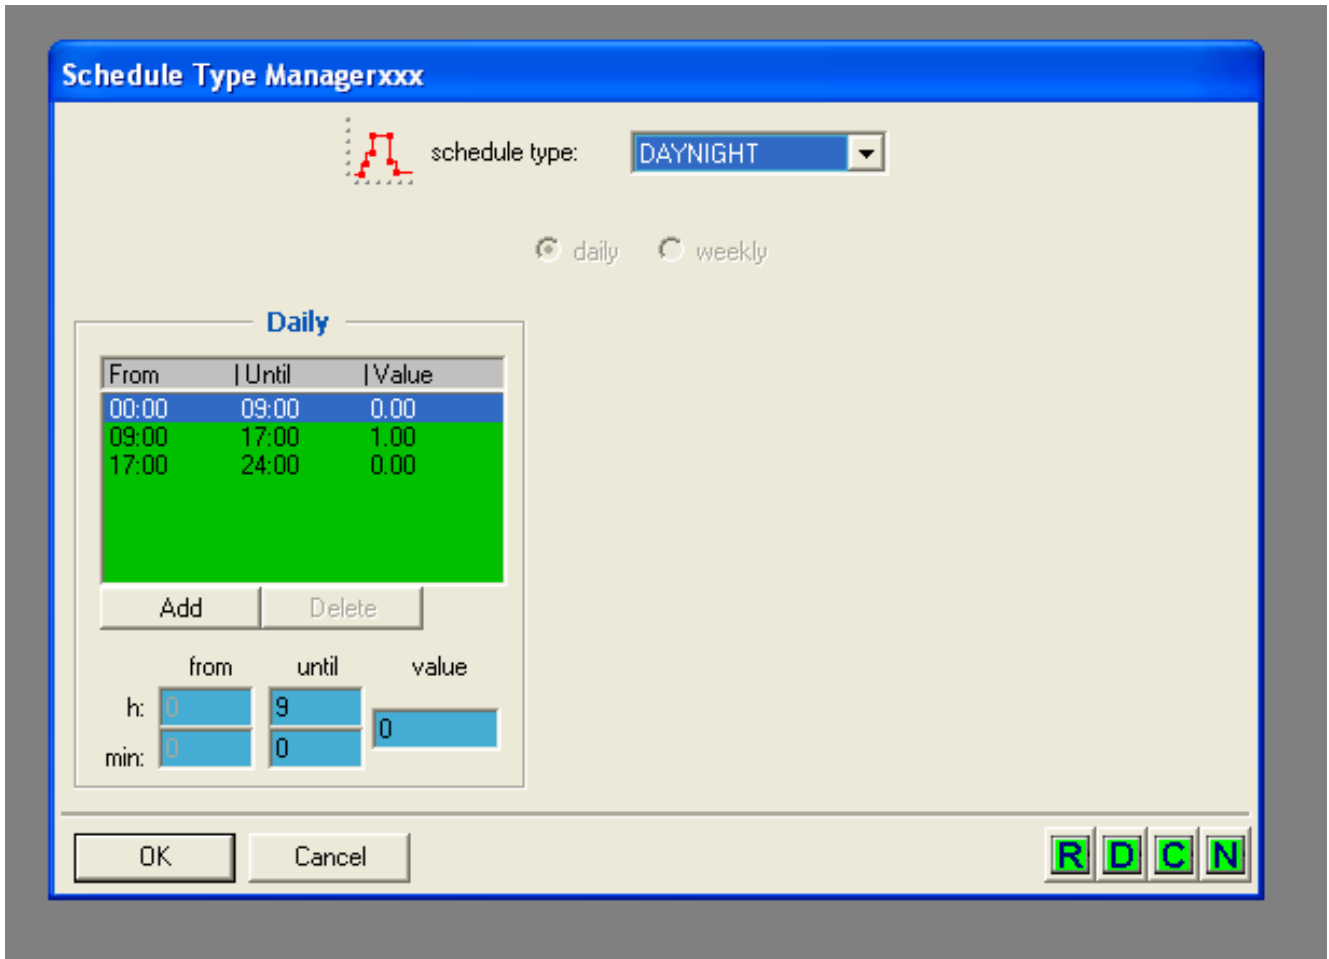 Schedule Type Managerxxx
schedule type: DAYNIGHT
daily weekly
Daily
From | Until | Value
00:00 09:00 0.00
09:00 17:00 1.00
17:00 24:00 0.00
Add Delete
from until value
h: 0 9
0
min: 0 0
OK Cancel R D C N